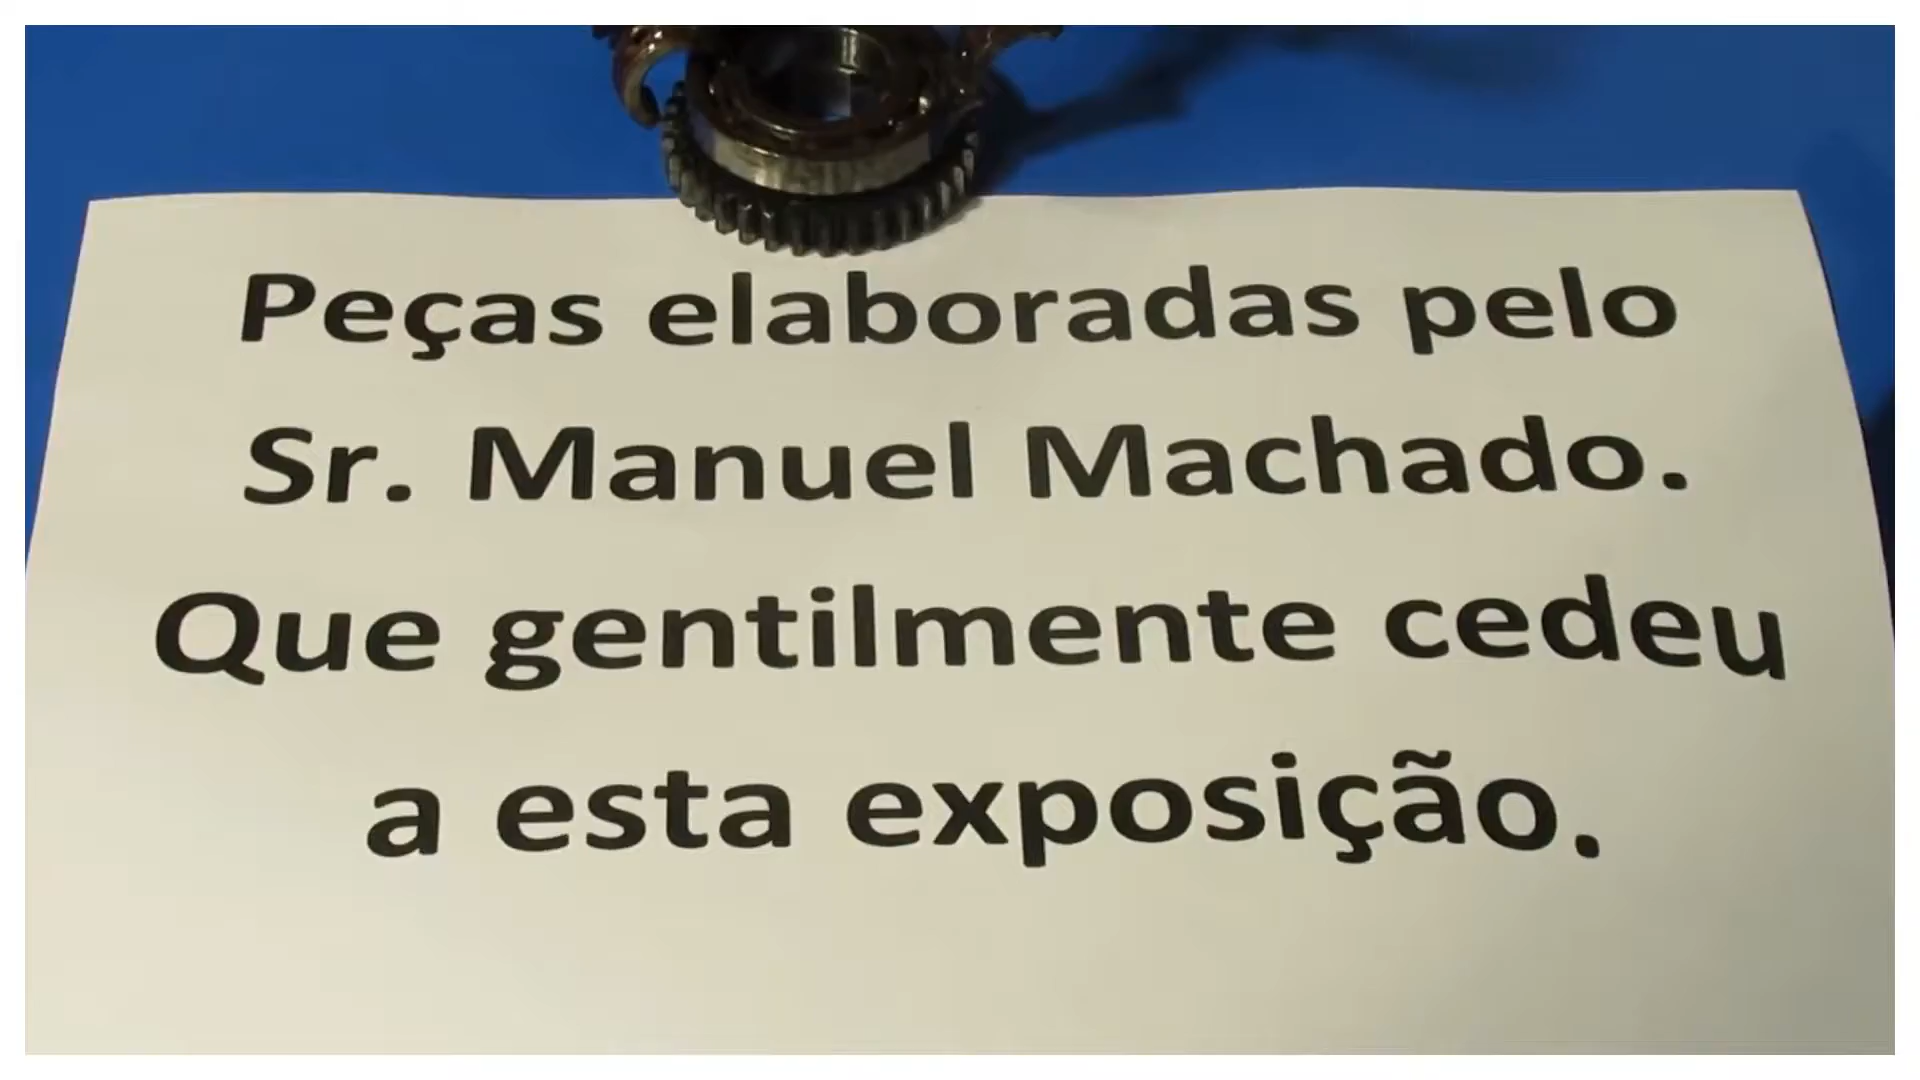 Peças elaboradas pelo
Sr. Manuel Machado.
Que gentilmente cedeu
a esta exposição.